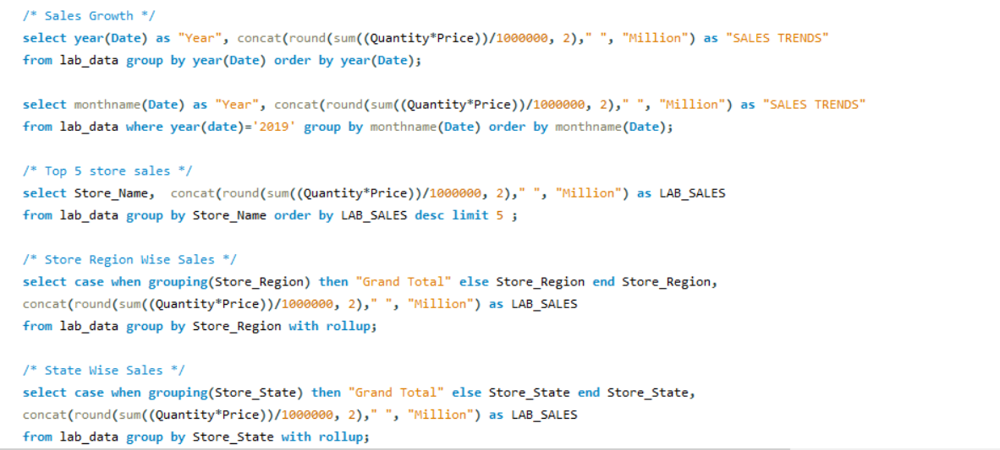 /* Sales Growth */
select year(Date) as "Year", concat(round(sum((Quantity*Price))/1000000, 2)," ", "Million") as "SALES TRENDS"
from lab_data group by year(Date) order by year(Date);
select monthname(Date) as "Year", concat(round(sum((Quantity*Price))/1000000, 2)," ", "Million") as "SALES TRENDS"
from lab_data where year(date)='2019' group by monthname(Date) order by monthname(Date);
/* Top 5 store sales */
select Store_Name,  concat(round(sum((Quantity*Price))/1000000, 2)," ", "Million") as LAB_SALES
from lab_data group by Store_Name order by LAB_SALES desc limit 5 ;
/* Store Region Wise Sales */
select case when grouping(Store_Region) then "Grand Total" else Store_Region end Store_Region,
concat(round(sum((Quantity*Price))/1000000, 2)," ", "Million") as LAB_SALES
from lab_data group by Store_Region with rollup;
/* State Wise Sales */
select case when grouping(Store_State) then "Grand Total" else Store_State end Store_State,
concat(round(sum((Quantity*Price))/1000000, 2)," ", "Million") as LAB_SALES
from lab_data group by Store_State with rollup;